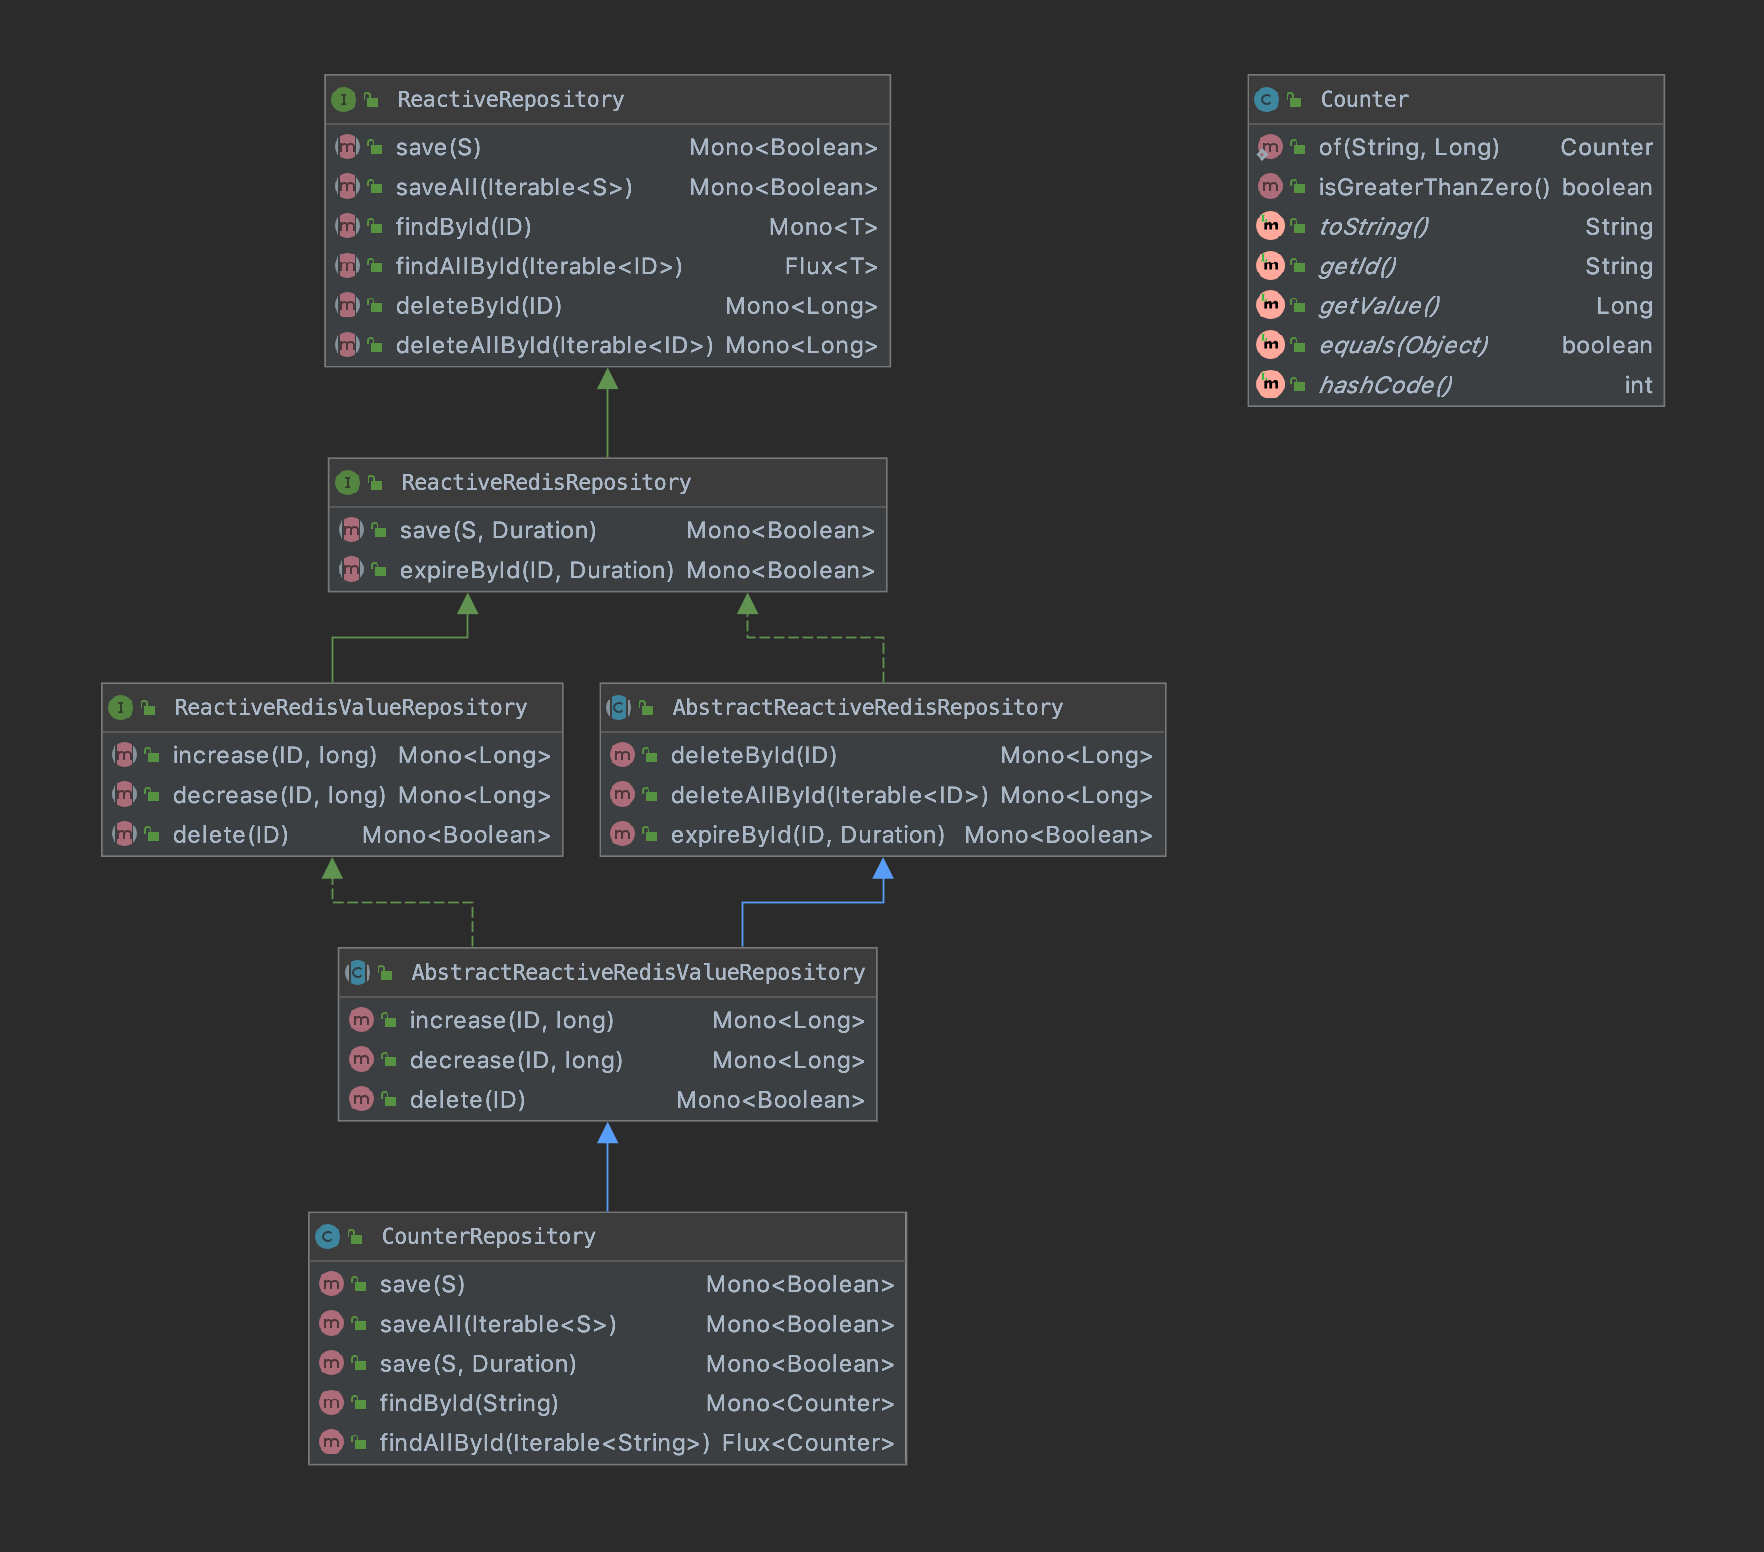 ReactiveRepository
save(S) Mono<Boolean>
saveAll(Iterable<S>) Mono<Boolean>
findById(ID) Mono<T>
findAllById(Iterable<ID>) Flux<T>
deleteById(ID) Mono<Long>
deleteAllById(Iterable<ID>) Mono<Long>
Counter
of(String, Long) Counter
isGreaterThanZero() boolean
toString() String
getId() String
getValue() Long
equals(Object) boolean
hashCode() int
ReactiveRedisRepository
save(S, Duration) Mono<Boolean>
expireById(ID, Duration) Mono<Boolean>
ReactiveRedisValueRepository
increase(ID, long) Mono<Long>
decrease(ID, long) Mono<Long>
delete(ID) Mono<Boolean>
AbstractReactiveRedisRepository
deleteById(ID) Mono<Long>
deleteAllById(Iterable<ID>) Mono<Long>
expireById(ID, Duration) Mono<Boolean>
AbstractReactiveRedisValueRepository
increase(ID, long) Mono<Long>
decrease(ID, long) Mono<Long>
delete(ID) Mono<Boolean>
CounterRepository
save(S) Mono<Boolean>
saveAll(Iterable<S>) Mono<Boolean>
save(S, Duration) Mono<Boolean>
findById(String) Mono<Counter>
findAllById(Iterable<String>) Flux<Counter>